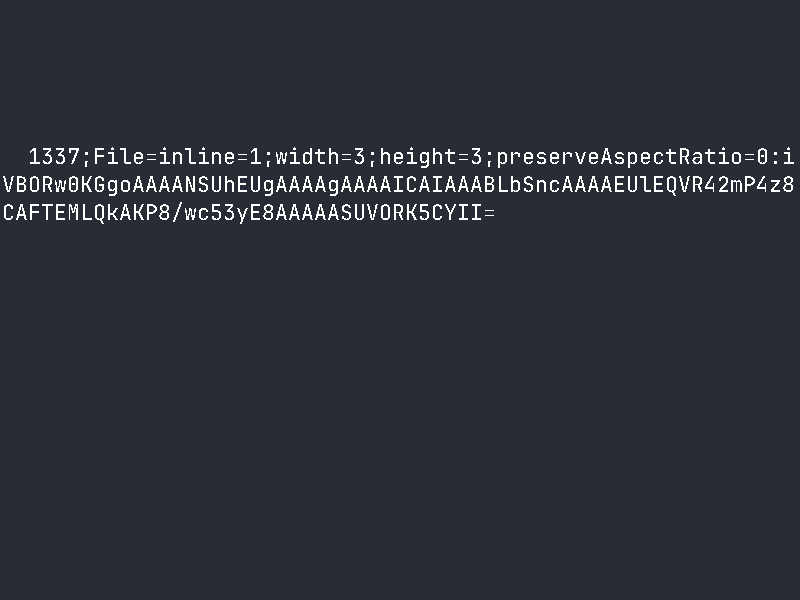 1337;File=inline=1;width=3;height=3;preserveAspectRatio=0:i
VBORw0KGgoAAAANSUhEUgAAAAgAAAAICAIAAABLbSncAAAAEUlEQVR42mP4z8
CAFTEMLQkAKP8/wc53yE8AAAAASUVORK5CYII=